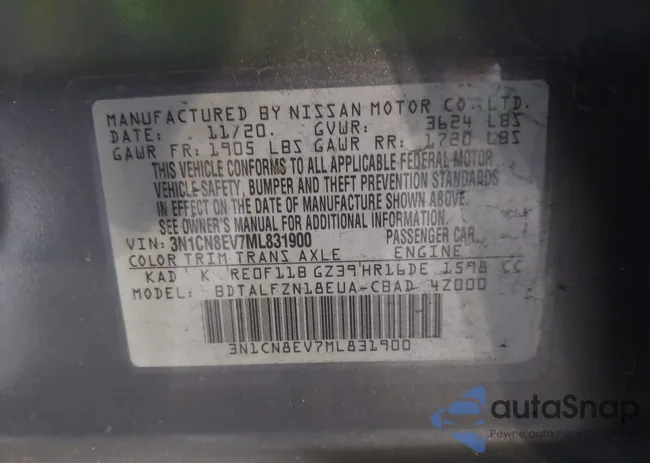 MANUFACTURED BY NISSAN MOTOR CO., LTD.
DATE: 11/20. GVWR: 3624 LBS
GAWR FR: 1905 LBS GAWR RR: 1720 LBS
THIS VEHICLE CONFORMS TO ALL APPLICABLE FEDERAL MOTOR
VEHICLE-SAFETY, BUMPER AND THEFT PREVENTION STANDARDS
IN EFFECT ON THE DATE OF MANUFACTURE SHOWN ABOVE.
SEE OWNER'S MANUAL FOR ADDITIONAL INFORMATION.
VIN: 3N1CN8EV7ML831900 PASSENGER CAR.
COLOR TRIM TRANS AXLE ENGINE
KAD K RE0F11B GZ39 HR16DE 1598 CC
MODEL: BDTALFZN18EUA-CBAD 4Z000
3N1CN8EV7ML831900
autaSnap
Pewne auta z